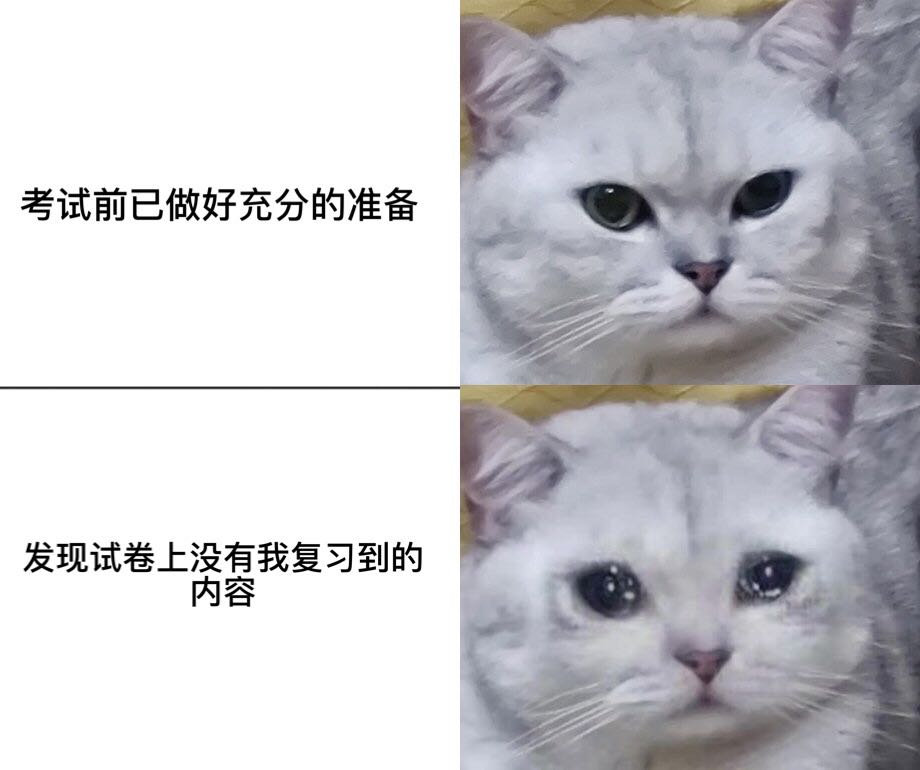 考试前已做好充分的准备
发现试卷上没有我复习到的
内容